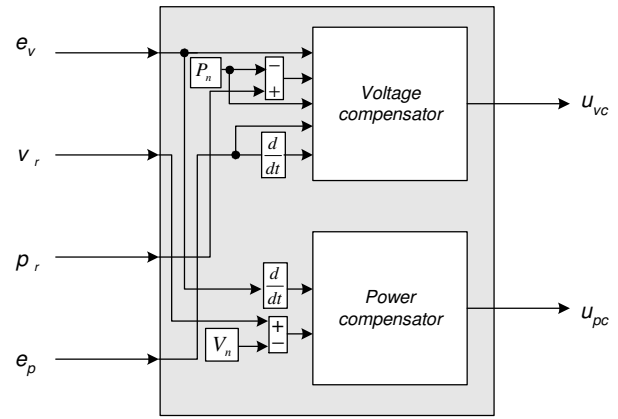 e_v
P_n
−
+
Voltage
compensator
u_vc
v_r
d
dt
p_r
d
dt
Power
compensator
u_pc
+
−
V_n
e_p